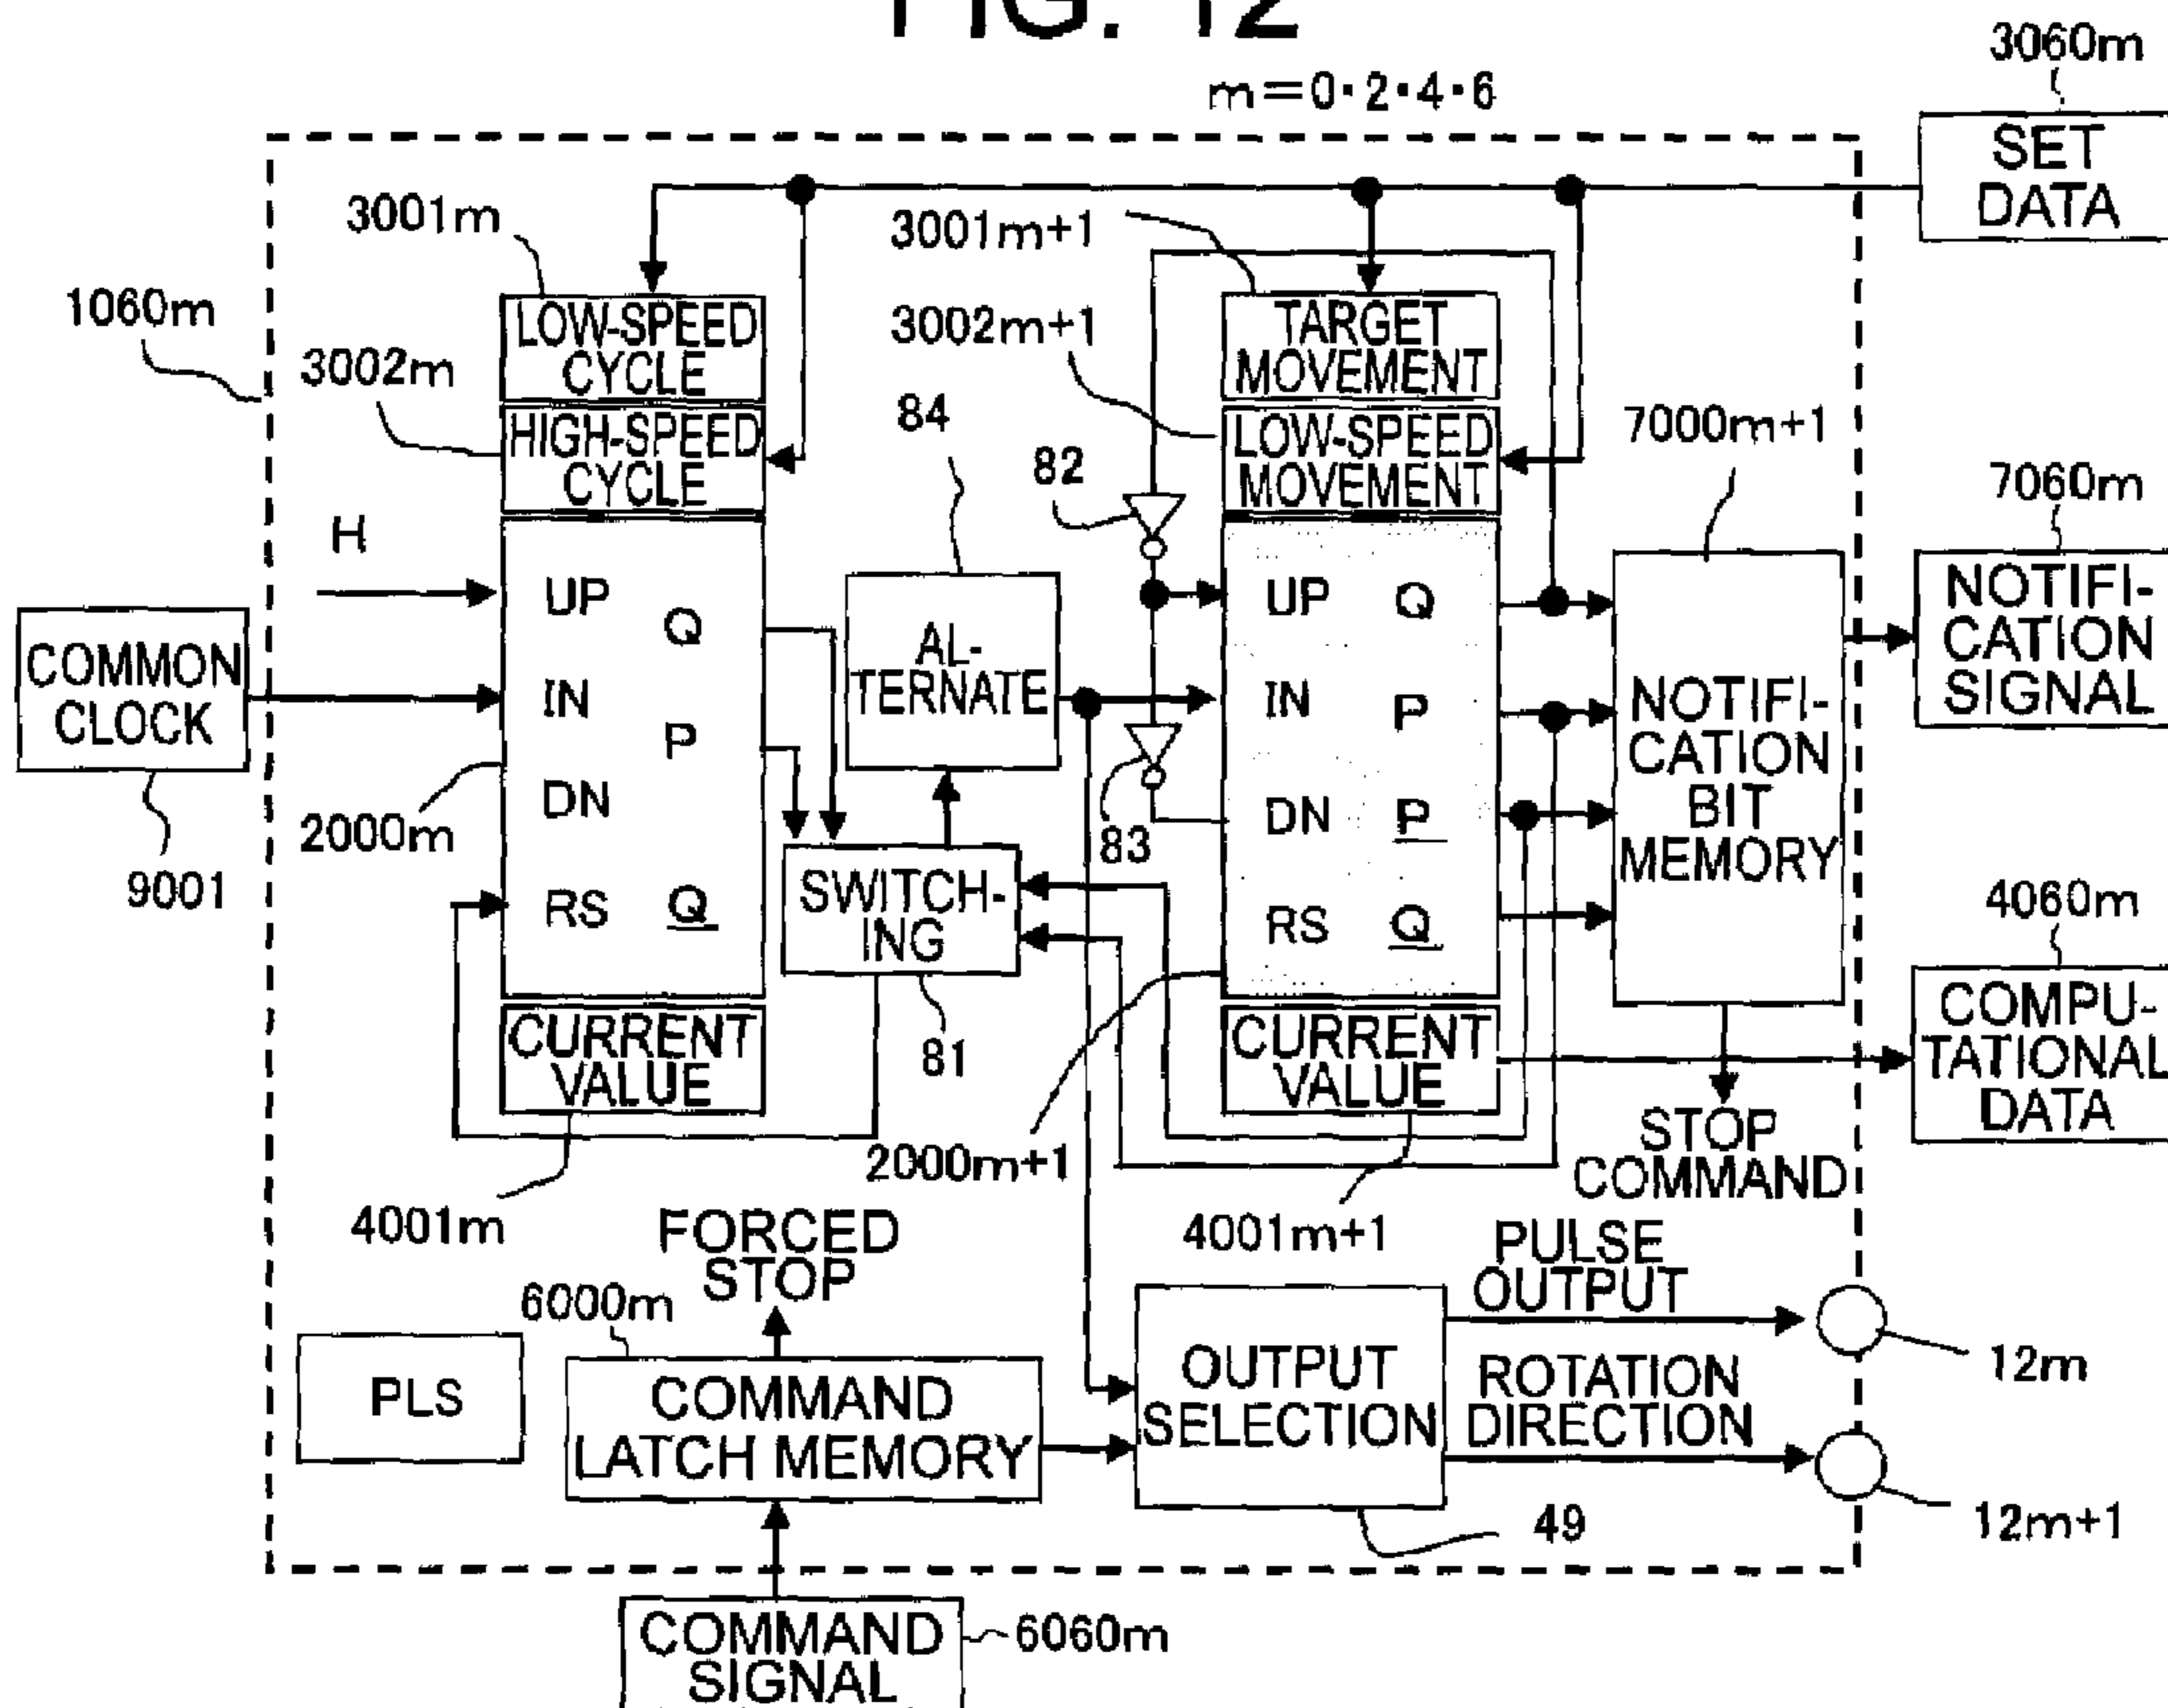 FIG. 12
m=0·2·4·6
3060m
SET
DATA
3001m
3001m+1
1060m
LOW-SPEED
CYCLE
3002m+1
TARGET
MOVEMENT
3002m
HIGH-SPEED
CYCLE
84
82
LOW-SPEED
MOVEMENT
7000m+1
7060m
H
UP
Q
IN
P
DN
RS
Q
COMMON
CLOCK
9001
2000m
AL-
TERNATE
UP
Q
IN
P
DN
P
RS
Q
83
NOTIFI-
CATION
BIT
MEMORY
NOTIFI-
CATION
SIGNAL
SWITCH-
ING
81
4060m
COMPU-
TATIONAL
DATA
CURRENT
VALUE
CURRENT
VALUE
2000m+1
STOP
COMMAND
4001m
4001m+1
FORCED
STOP
6000m
PULSE
OUTPUT
12m
PLS
COMMAND
LATCH MEMORY
OUTPUT
SELECTION
ROTATION
DIRECTION
12m+1
49
COMMAND
SIGNAL
6060m